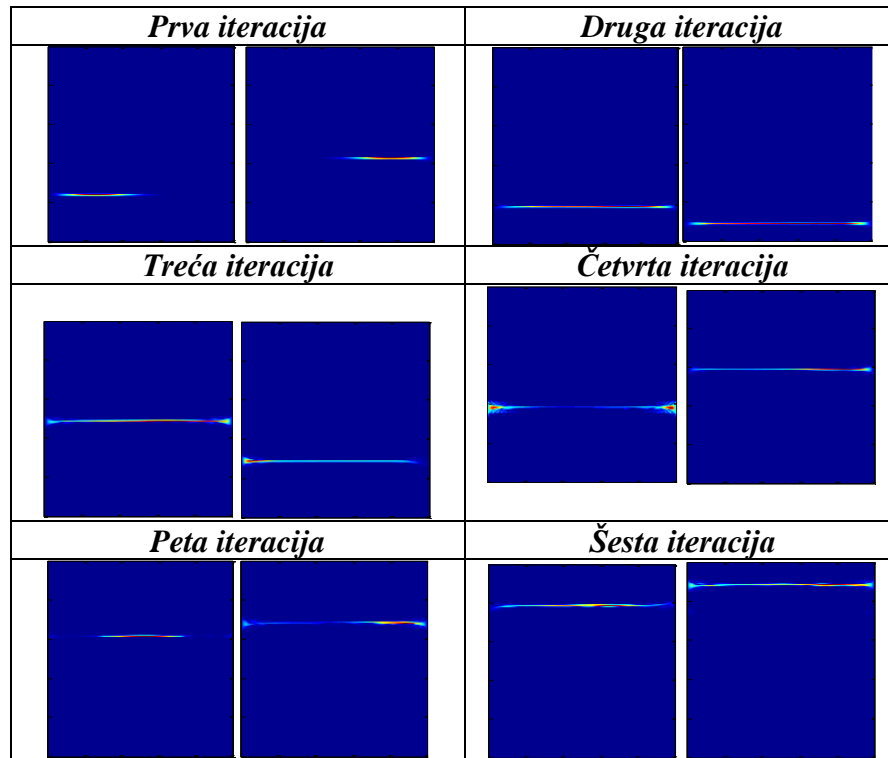 Prva iteracija
Druga iteracija
Treća iteracija
Četvrta iteracija
Peta iteracija
Šesta iteracija